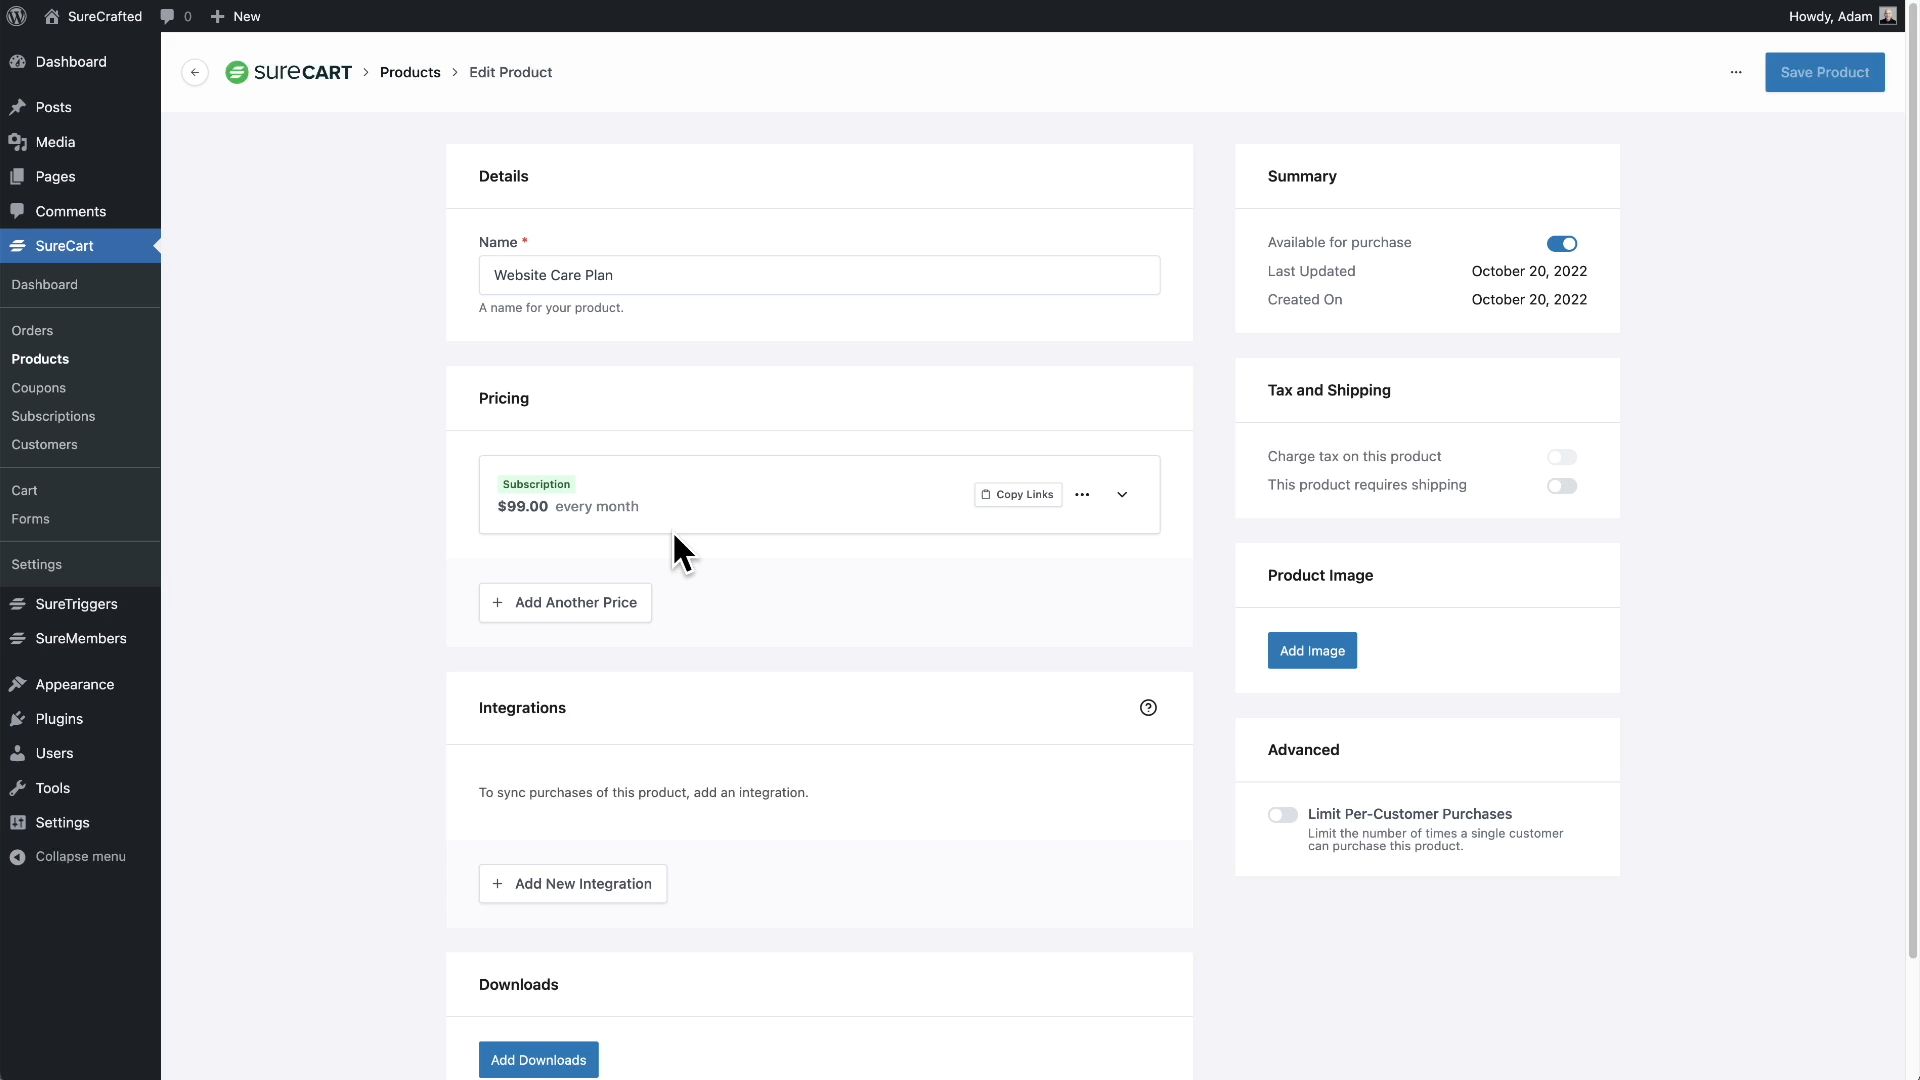 SureCrafted
0
New
Howdy, Adam
Dashboard
Posts
Media
Pages
Comments
SureCart
Dashboard
Orders
Products
Coupons
Subscriptions
Customers
Cart
Forms
Settings
SureTriggers
SureMembers
Appearance
Plugins
Users
Tools
Settings
Collapse menu
SURECART > Products > Edit Product
Save Product
Details
Name *
Website Care Plan
A name for your product.
Pricing
Subscription
$99.00 every month
Copy Links
+ Add Another Price
Integrations
To sync purchases of this product, add an integration.
+ Add New Integration
Downloads
Add Downloads
Summary
Available for purchase
Last Updated October 20, 2022
Created On October 20, 2022
Tax and Shipping
Charge tax on this product
This product requires shipping
Product Image
Add Image
Advanced
Limit Per-Customer Purchases
Limit the number of times a single customer
can purchase this product.